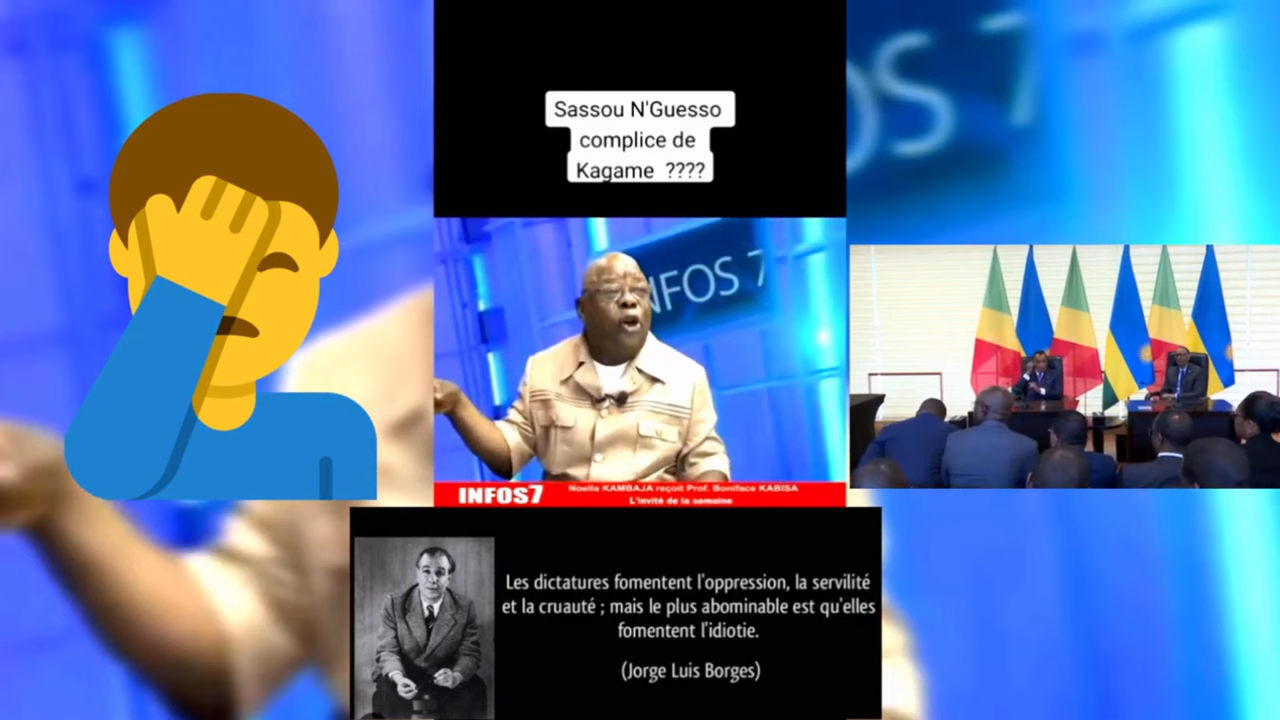 Sassou N'Guesso
complice de
Kagame ????
OS 7
INFOS 7
INFOS7
Noella KAMBAJA reçoit Prof. Boniface KABISA
L'invité de la semaine
Les dictatures fomentent l'oppression, la servilité
et la cruauté ; mais le plus abominable est qu'elles
fomentent l'idiotie.
(Jorge Luis Borges)